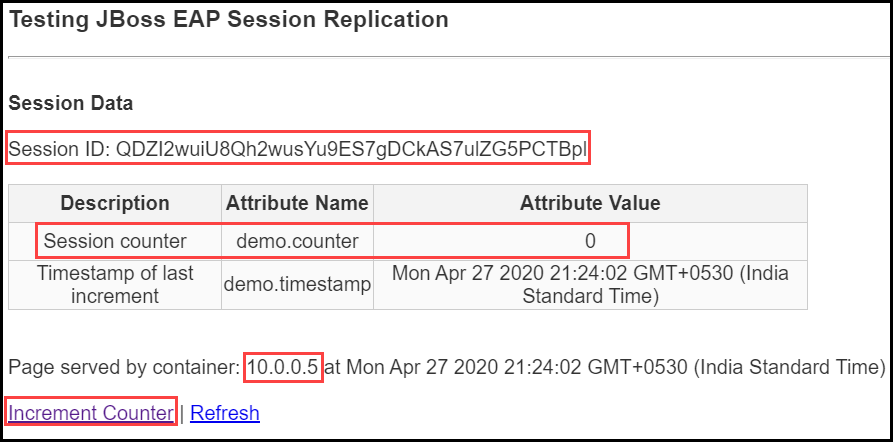 Testing JBoss EAP Session Replication
Session Data
Session ID: QDZI2wuiU8Qh2wusYu9ES7gDCkAS7ulZG5PCTBpl
Description Attribute Name Attribute Value
Session counter demo.counter 0
Timestamp of last increment demo.timestamp Mon Apr 27 2020 21:24:02 GMT+0530 (India Standard Time)
Page served by container: 10.0.0.5 at Mon Apr 27 2020 21:24:02 GMT+0530 (India Standard Time)
Increment Counter | Refresh